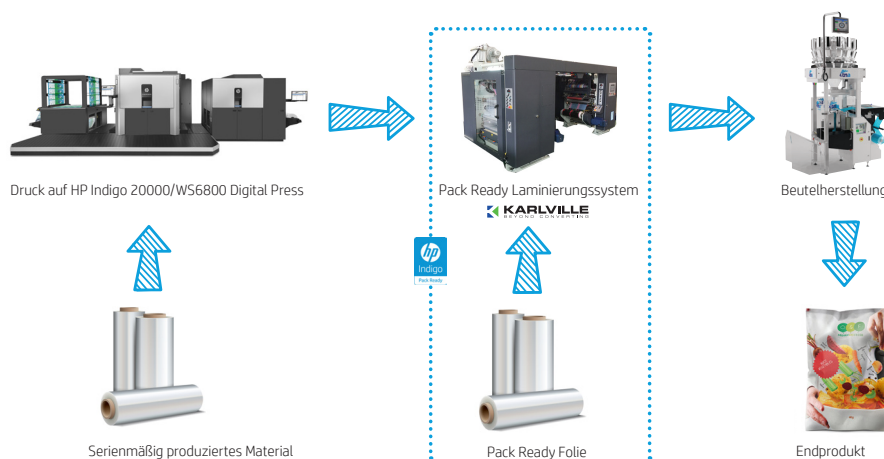 Druck auf HP Indigo 20000/WS6800 Digital Press
Pack Ready Laminierungssystem
KARLVILLE
BEYOND CONVERTING
Beutelherstellung
hp
Indigo
Pack Ready
Serienmäßig produziertes Material
Pack Ready Folie
Endprodukt